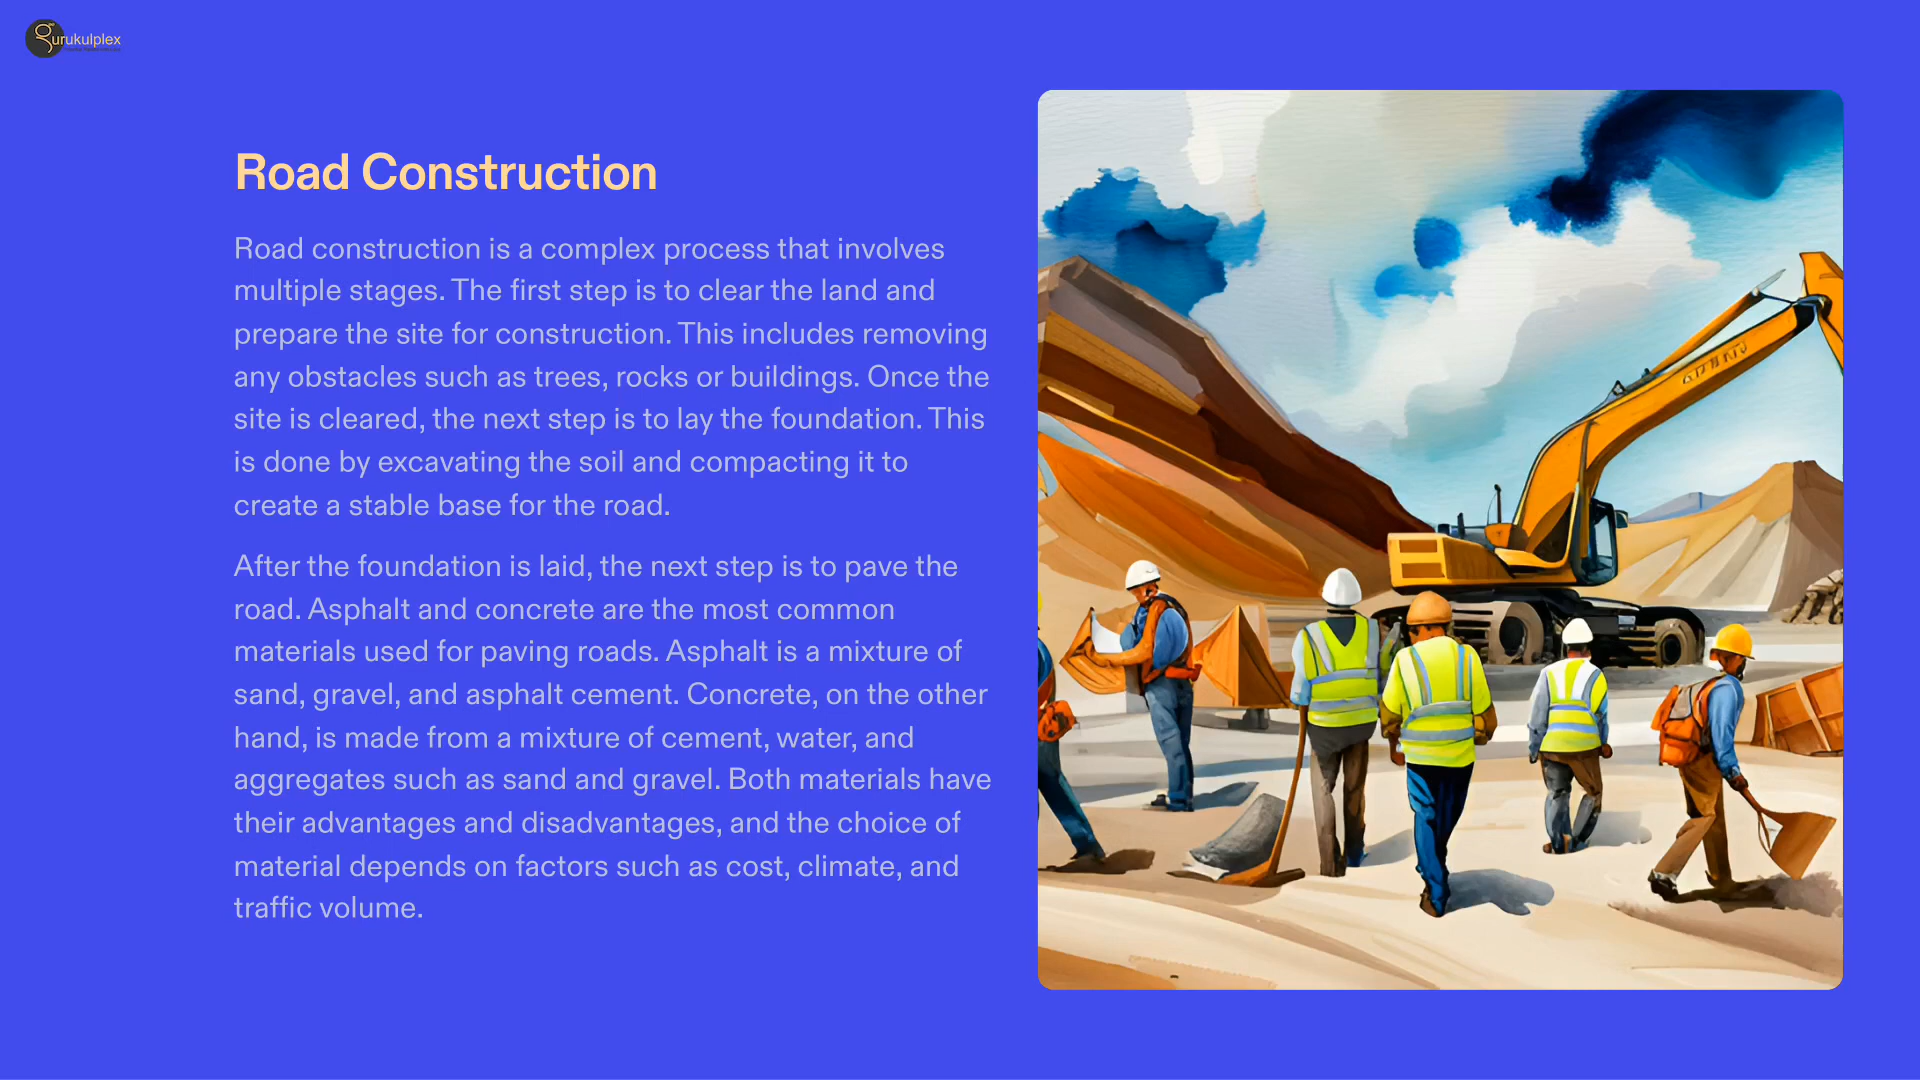 gurukulplex
Road Construction
Road construction is a complex process that involves
multiple stages. The first step is to clear the land and
prepare the site for construction. This includes removing
any obstacles such as trees, rocks or buildings. Once the
site is cleared, the next step is to lay the foundation. This
is done by excavating the soil and compacting it to
create a stable base for the road.
After the foundation is laid, the next step is to pave the
road. Asphalt and concrete are the most common
materials used for paving roads. Asphalt is a mixture of
sand, gravel, and asphalt cement. Concrete, on the other
hand, is made from a mixture of cement, water, and
aggregates such as sand and gravel. Both materials have
their advantages and disadvantages, and the choice of
material depends on factors such as cost, climate, and
traffic volume.